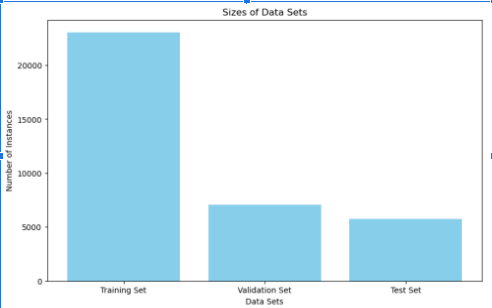 Sizes of Data Sets
Number of Instances
20000
15000
10000
5000
0
Training Set
Validation Set
Test Set
Data Sets